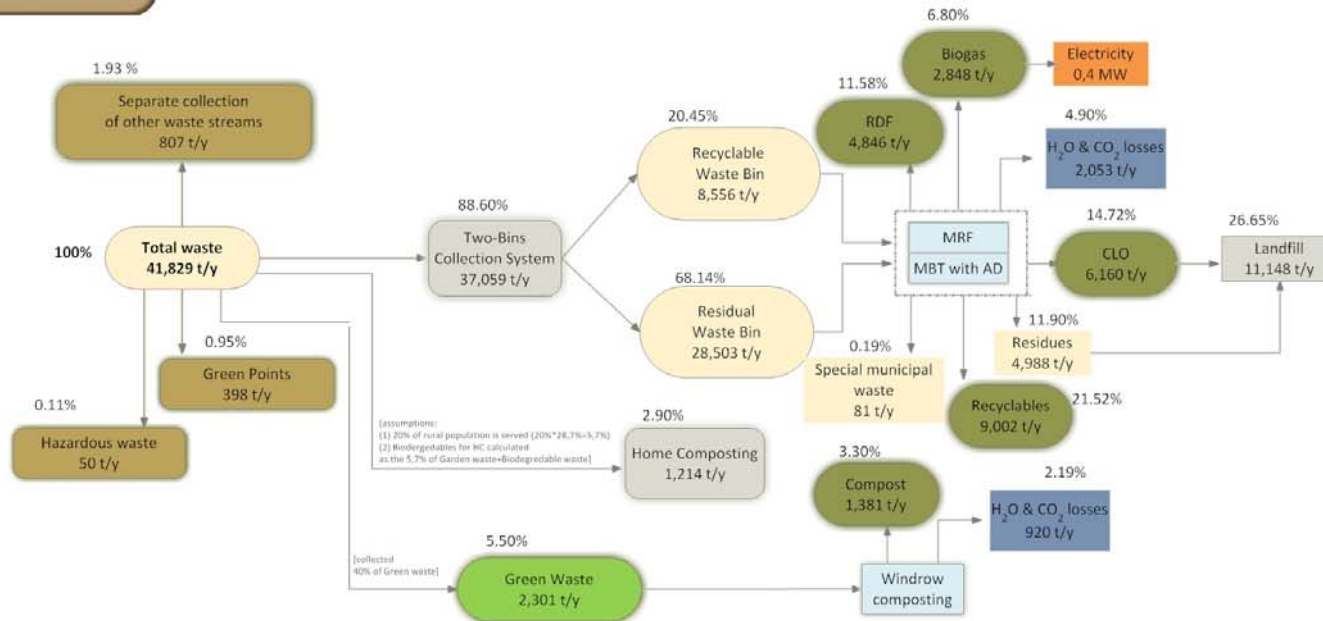 1.93 %
Separate collection
of other waste streams
807 t/y
100%
Total waste
41,829 t/y
0.95%
Green Points
398 t/y
0.11%
Hazardous waste
50 t/y
88.60%
Two-Bins
Collection System
37,059 t/y
20.45%
Recyclable
Waste Bin
8,556 t/y
68.14%
Residual
Waste Bin
28,503 t/y
[assumptions:
(1) 20% of rural population is served (20%*28,7%=5,7%)
(2) Biodergedables for HC calculated
as the 5,7% of Garden waste+Biodegreclable waste]
2.90%
Home Composting
1,214 t/y
[collected
40% of Green waste]
5.50%
Green Waste
2,301 t/y
11.58%
RDF
4,846 t/y
6.80%
Biogas
2,848 t/y
Electricity
0,4 MW
4.90%
H2O & CO2 losses
2,053 t/y
MRF
MBT with AD
14.72%
CLO
6,160 t/y
26.65%
Landfill
11,148 t/y
11.90%
Residues
4,988 t/y
0.19%
Special municipal
waste
81 t/y
21.52%
Recyclables
9,002 t/y
3.30%
Compost
1,381 t/y
2.19%
H2O & CO2 losses
920 t/y
Windrow
composting